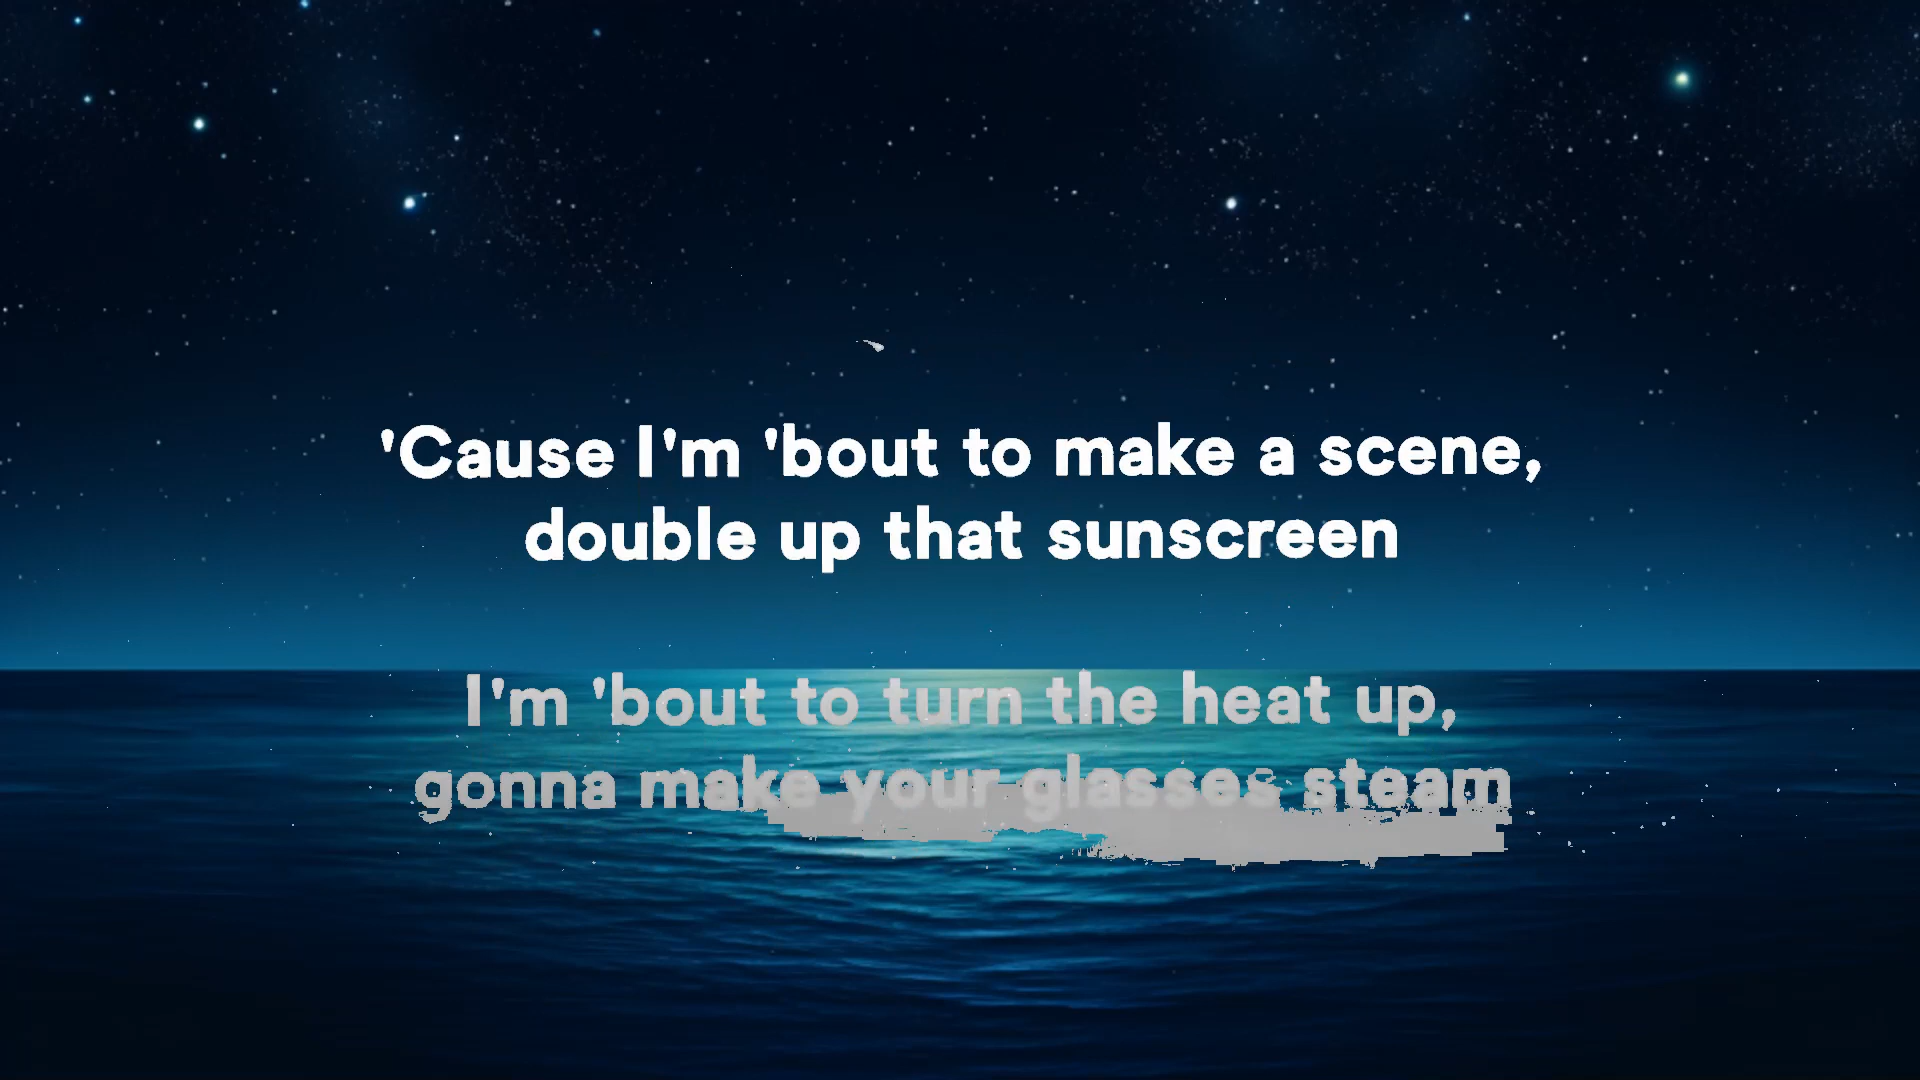 'Cause I'm 'bout to make a scene,
double up that sunscreen
I'm 'bout to turn the heat up,
gonna make your glasses steam